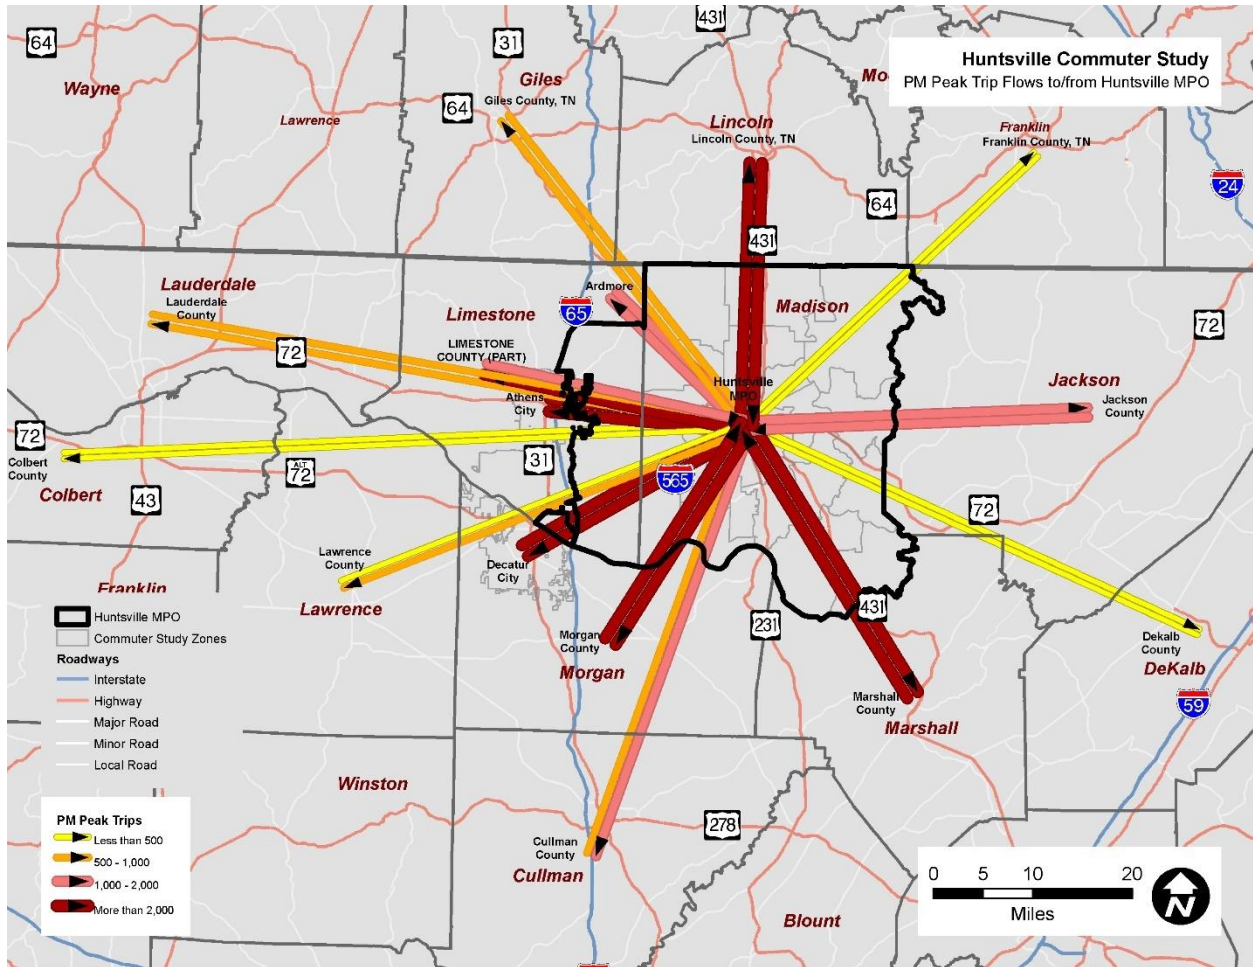 Huntsville Commuter Study
PM Peak Trip Flows to/from Huntsville MPO
64
Wayne
Lawrence
31
Giles
Giles County, TN
64
431
Lincoln
Lincoln County, TN
Franklin
Franklin County, TN
24
64
431
Lauderdale
Lauderdale
County
72
Limestone
65
Ardmore
Madison
72
LIMESTONE
COUNTY (PART)
Athens
City
Huntsville
MPO
Jackson
Jackson
County
72
Colbert
County
Colbert
43
ALT
72
31
565
72
Lawrence
County
Lawrence
Decatur
City
Franklin
Morgan
County
Morgan
231
431
Marshall
County
Marshall
Dekalb
County
DeKalb
59
Huntsville MPO
Commuter Study Zones
Roadways
Interstate
Highway
Major Road
Minor Road
Local Road
Winston
PM Peak Trips
Less than 500
500 - 1,000
1,000 - 2,000
More than 2,000
Cullman
County
Cullman
278
Blount
0 5 10 20
Miles
N